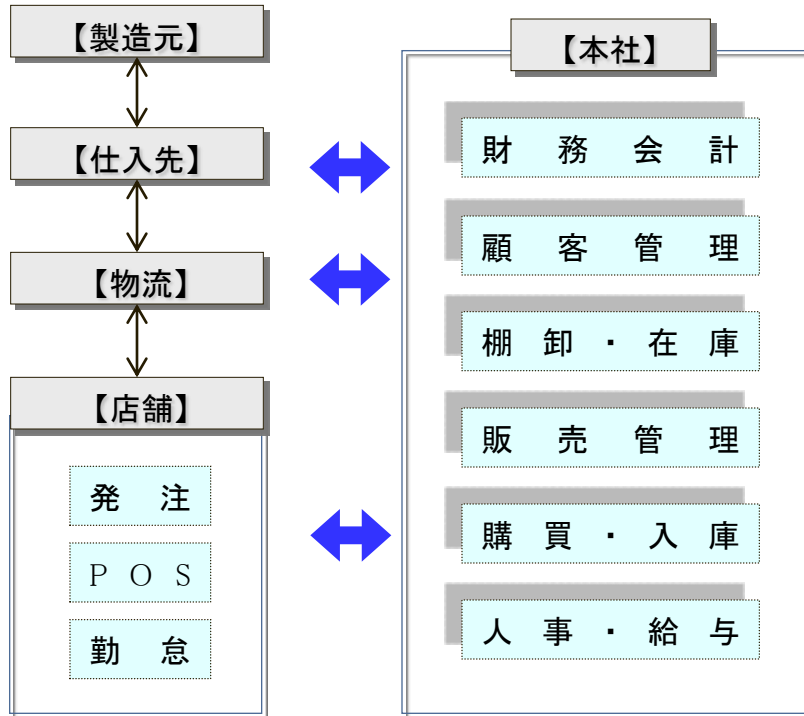 【製造元】
【仕入先】
【物流】
【店舗】
発注
ＰＯＳ
勤怠
【本社】
財務会計
顧客管理
棚卸・在庫
販売管理
購買・入庫
人事・給与